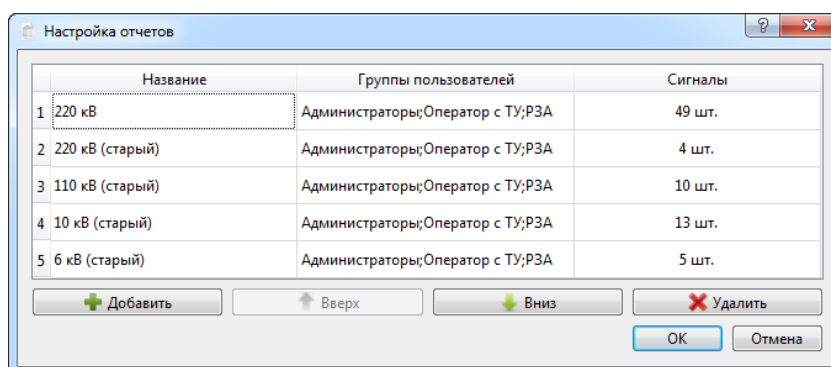 Настройка отчетов
Название Группы пользователей Сигналы
1 220 кВ Администраторы;Оператор с ТУ;РЗА 49 шт.
2 220 кВ (старый) Администраторы;Оператор с ТУ;РЗА 4 шт.
3 110 кВ (старый) Администраторы;Оператор с ТУ;РЗА 10 шт.
4 10 кВ (старый) Администраторы;Оператор с ТУ;РЗА 13 шт.
5 6 кВ (старый) Администраторы;Оператор с ТУ;РЗА 5 шт.
Добавить Вверх Вниз Удалить
OK Отмена